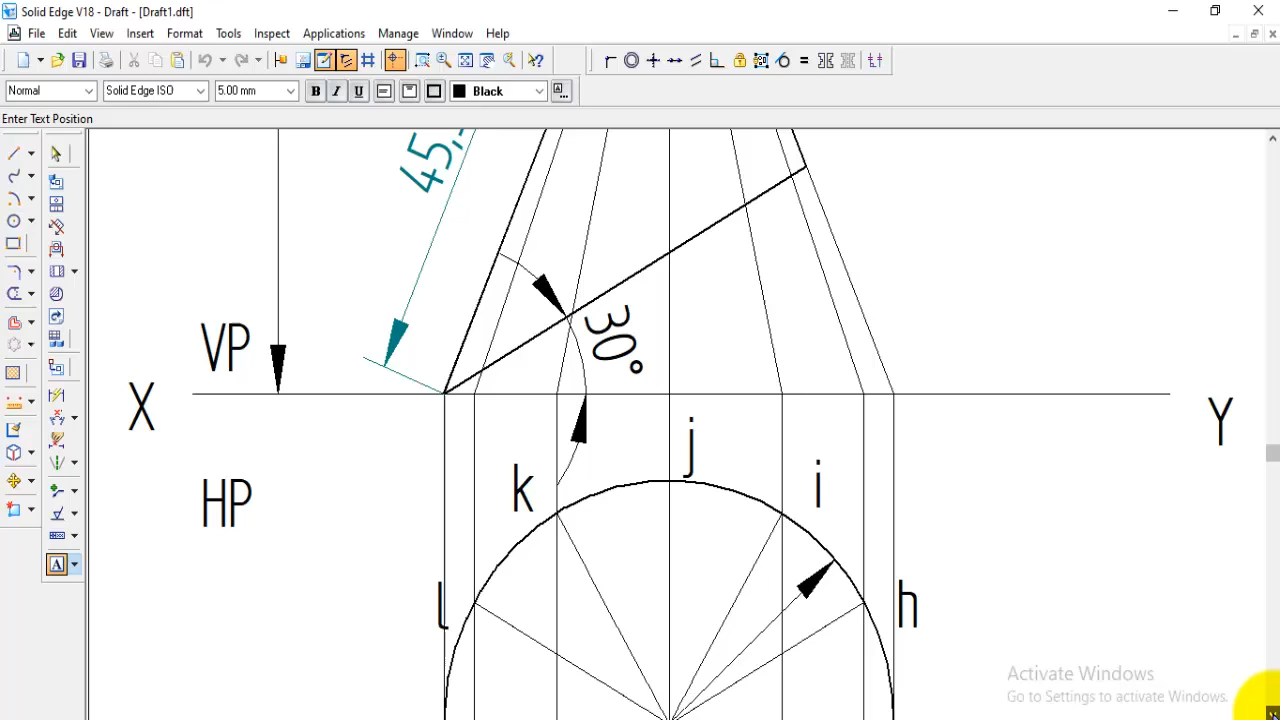 Solid Edge V18 - Draft - [Draft1.dft]
File Edit View Insert Format Tools Inspect Applications Manage Window Help
Normal Solid Edge ISO 5.00 mm B I U Black
Enter Text Position
45,
30°
VP
X
Y
HP
j
k
i
l
h
A
Activate Windows
Go to Settings to activate Windows.